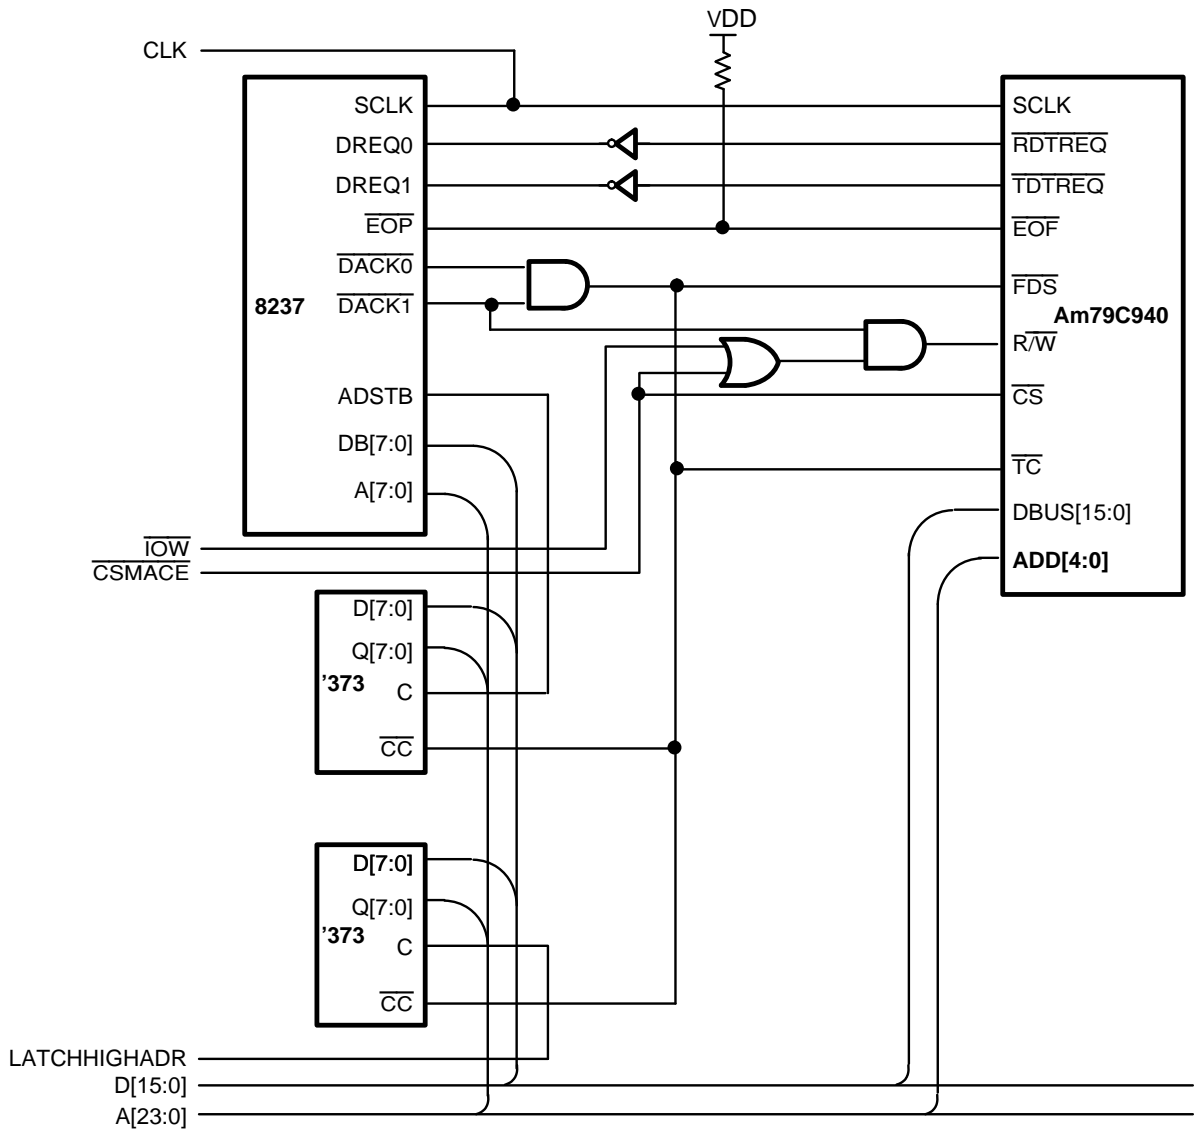 VDD
CLK
SCLK
DREQ0
DREQ1
EOP
DACK0
8237
DACK1
ADSTB
DB[7:0]
A[7:0]
SCLK
RDTREQ
TDTREQ
EOF
FDS
Am79C940
R/W
CS
TC
DBUS[15:0]
ADD[4:0]
IOW
CSMACE
D[7:0]
Q[7:0]
'373
C
CC
D[7:0]
Q[7:0]
'373
C
CC
LATCHHIGHADR
D[15:0]
A[23:0]